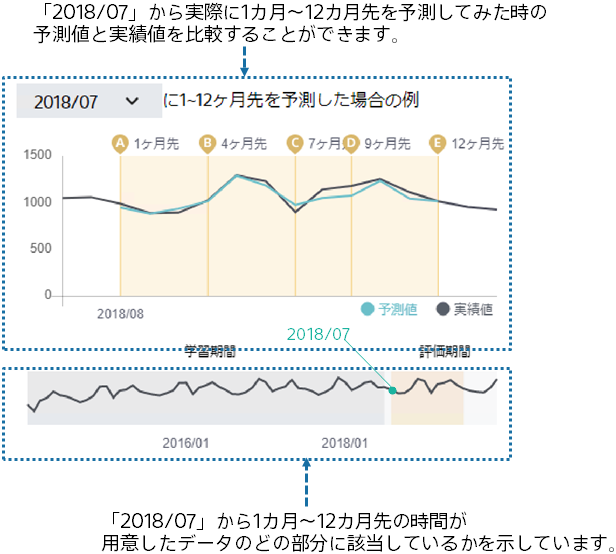 「2018/07」から実際に1カ月～12カ月先を予測してみた時の
予測値と実績値を比較することができます。
2018/07 に1~12ヶ月先を予測した場合の例
A 1ヶ月先 B 4ヶ月先 C 7ヶ月先 D 9ヶ月先 E 12ヶ月先
1500
1000
500
0
2018/08
予測値 実績値
2018/07
学習期間 評価期間
2016/01 2018/01
「2018/07」から1カ月～12カ月先の時間が
用意したデータのどの部分に該当しているかを示しています。